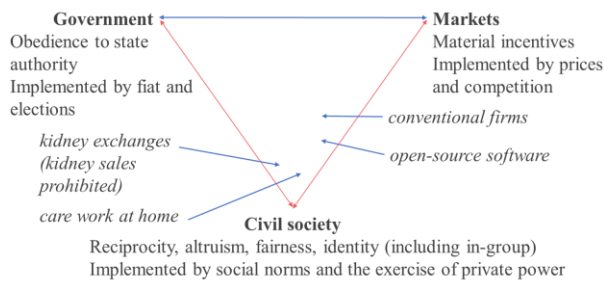 Government
Markets
Obedience to state
authority
Implemented by fiat and
elections
Material incentives
Implemented by prices
and competition
conventional firms
open-source software
kidney exchanges
(kidney sales
prohibited)
care work at home
Civil society
Reciprocity, altruism, fairness, identity (including in-group)
Implemented by social norms and the exercise of private power